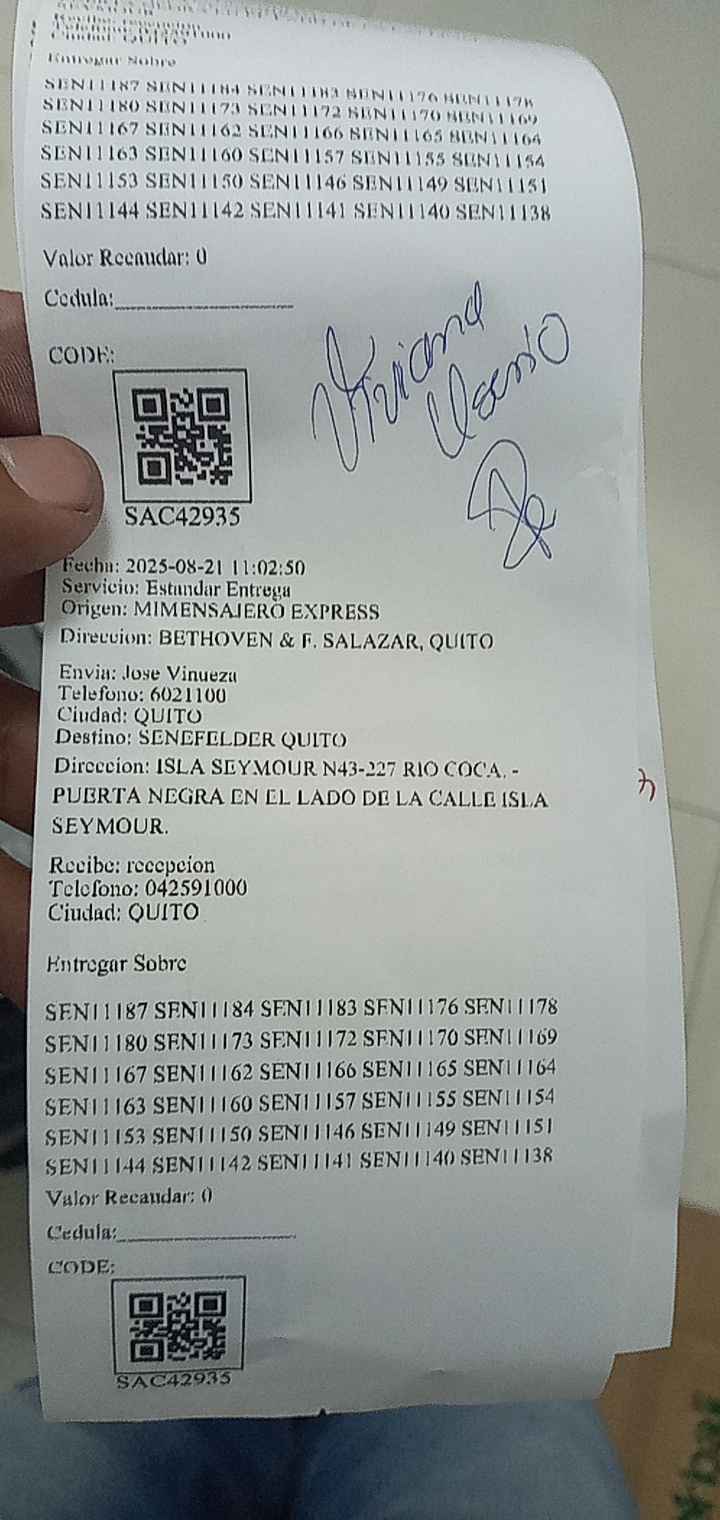 Ciudad: QUITO
Entregar Sobre
SEN11187 SEN11184 SEN11183 SEN11176 SEN11178
SEN11180 SEN11173 SEN11172 SEN11170 SEN11169
SEN11167 SEN11162 SEN11166 SEN11165 SEN11164
SEN11163 SEN11160 SEN11157 SEN11155 SEN11154
SEN11153 SEN11150 SEN11146 SEN11149 SEN11151
SEN11144 SEN11142 SEN11141 SEN11140 SEN11138
Valor Recaudar: 0
Cedula:
CODE:
Viviana
SAC42935
Fecha: 2025-08-21 11:02:50
Servicio: Estandar Entrega
Origen: MIMENSAJERO EXPRESS
Direccion: BETHOVEN & F. SALAZAR, QUITO
Envia: Jose Vinueza
Telefono: 6021100
Ciudad: QUITO
Destino: SENEFELDER QUITO
Direccion: ISLA SEYMOUR N43-227 RIO COCA. -
PUERTA NEGRA EN EL LADO DE LA CALLE ISLA
SEYMOUR.
Recibe: recepcion
Telefono: 042591000
Ciudad: QUITO
Entregar Sobre
SEN11187 SEN11184 SEN11183 SEN11176 SEN11178
SEN11180 SEN11173 SEN11172 SEN11170 SEN11169
SEN11167 SEN11162 SEN11166 SEN11165 SEN11164
SEN11163 SEN11160 SEN11157 SEN11155 SEN11154
SEN11153 SEN11150 SEN11146 SEN11149 SEN11151
SEN11144 SEN11142 SEN11141 SEN11140 SEN11138
Valor Recaudar: 0
Cedula:
CODE:
SAC42935